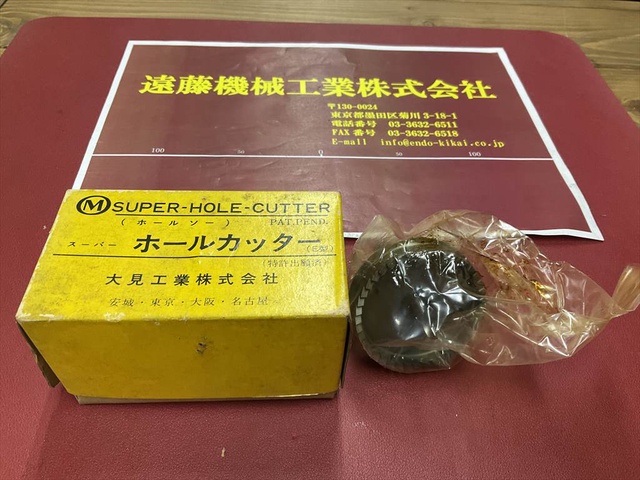 遠藤機械工業株式会社
〒130-0024
東京都墨田区菊川3-18-1
電話番号 03-3632-6511
FAX番号 03-3632-6518
E-mail info@endo-kikai.co.jp
100 50 0 50 100
Ⓜ SUPER-HOLE-CUTTER
(ホールソー) PAT.PEND.
スーパー ホールカッター (E型)
(特許出願済)
大見工業株式会社
安城・東京・大阪・名古屋